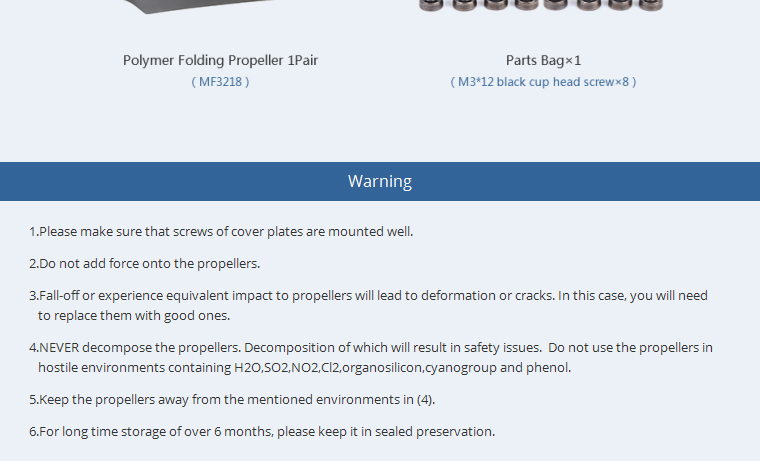 Polymer Folding Propeller 1Pair
Parts Bag×1
( MF3218 )
( M3*12 black cup head screw×8 )
Warning
1.Please make sure that screws of cover plates are mounted well.
2.Do not add force onto the propellers.
3.Fall-off or experience equivalent impact to propellers will lead to deformation or cracks. In this case, you will need
to replace them with good ones.
4.NEVER decompose the propellers. Decomposition of which will result in safety issues.  Do not use the propellers in
hostile environments containing H2O,SO2,NO2,Cl2,organosilicon,cyanogroup and phenol.
5.Keep the propellers away from the mentioned environments in (4).
6.For long time storage of over 6 months, please keep it in sealed preservation.